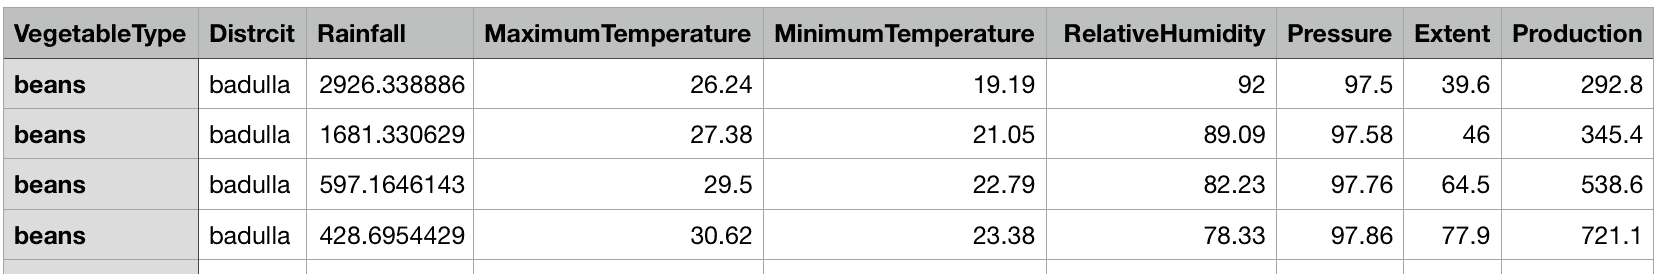 VegetableType Distrcit Rainfall MaximumTemperature MinimumTemperature RelativeHumidity Pressure Extent Production
beans badulla 2926.338886 26.24 19.19 92 97.5 39.6 292.8
beans badulla 1681.330629 27.38 21.05 89.09 97.58 46 345.4
beans badulla 597.1646143 29.5 22.79 82.23 97.76 64.5 538.6
beans badulla 428.6954429 30.62 23.38 78.33 97.86 77.9 721.1